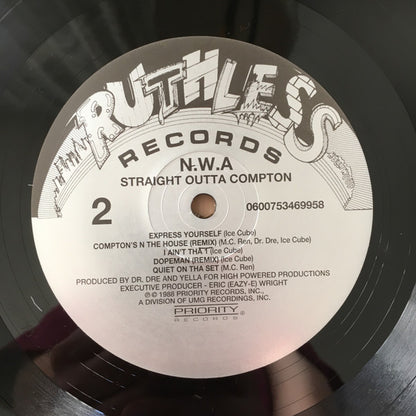 RUTHLESS
RECORDS
N.W.A
STRAIGHT OUTTA COMPTON
2
0600753469958
EXPRESS YOURSELF (Ice Cube)
COMPTON'S N THE HOUSE (REMIX) (M.C. Ren, Dr. Dre, Ice Cube)
I AIN'T THA 1 (Ice Cube)
DOPEMAN (REMIX) (Ice Cube)
QUIET ON THA SET (M.C. Ren)
PRODUCED BY DR. DRE AND YELLA FOR HIGH POWERED PRODUCTIONS
EXECUTIVE PRODUCER - ERIC (EAZY-E) WRIGHT
℗ © 1988 PRIORITY RECORDS, INC.,
A DIVISION OF UMG RECORDINGS, INC.
PRIORITY
RECORDS